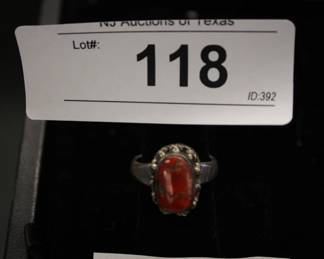 NJ Auctions of Texas
Lot#:
118
ID:392